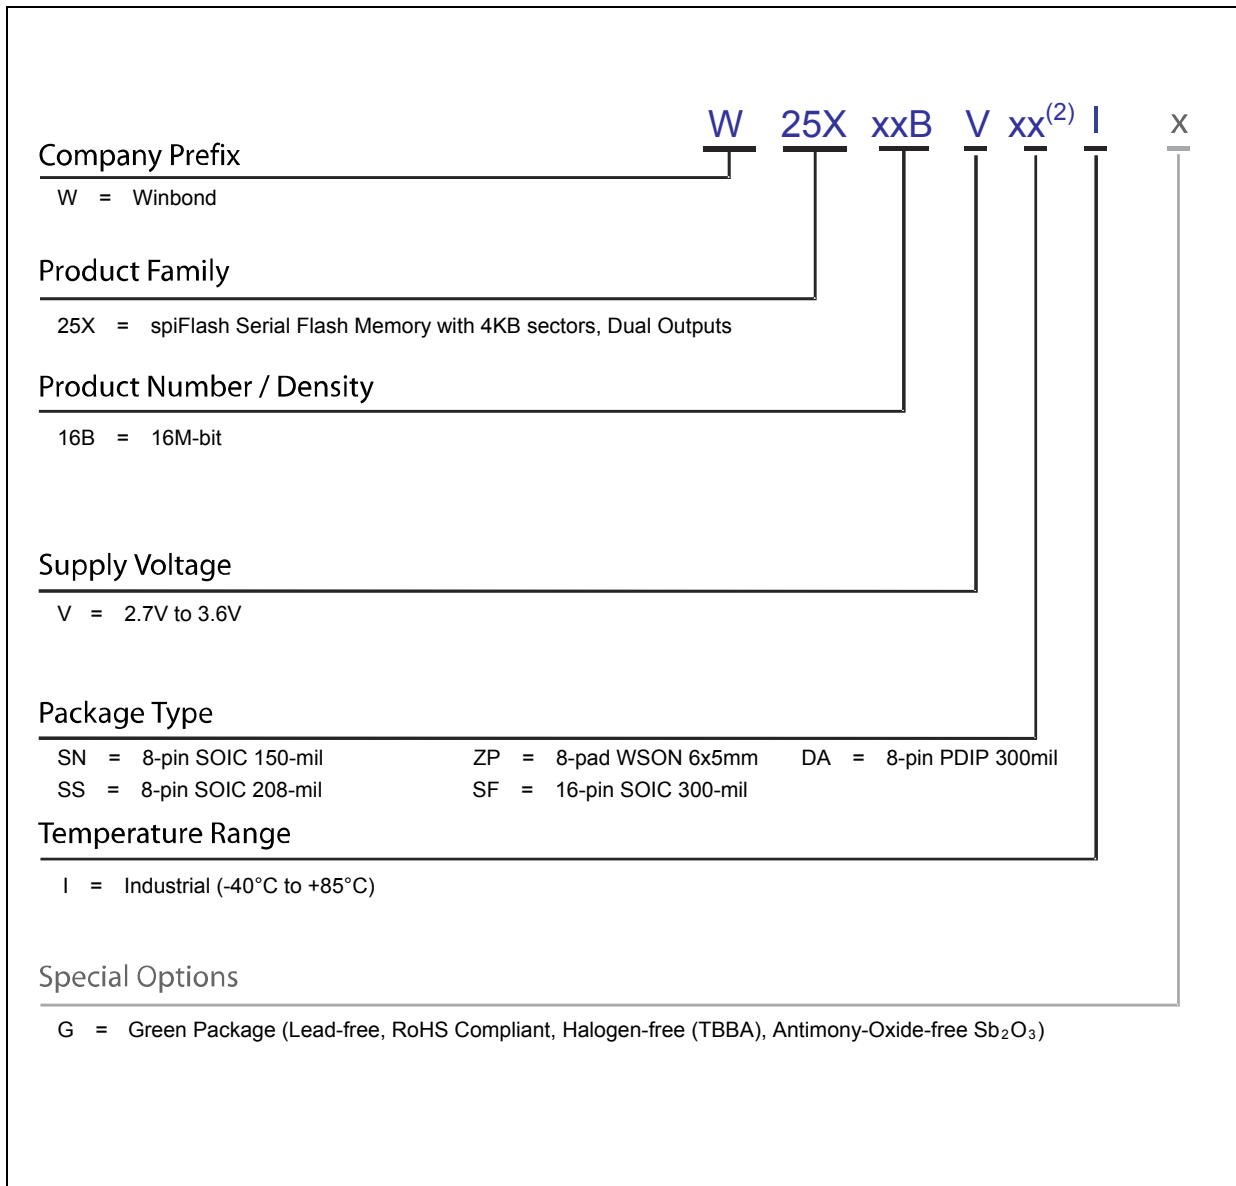 W 25X xxB V xx(2) I x
Company Prefix
W = Winbond
Product Family
25X = spiFlash Serial Flash Memory with 4KB sectors, Dual Outputs
Product Number / Density
16B = 16M-bit
Supply Voltage
V = 2.7V to 3.6V
Package Type
SN = 8-pin SOIC 150-mil ZP = 8-pad WSON 6x5mm DA = 8-pin PDIP 300mil
SS = 8-pin SOIC 208-mil SF = 16-pin SOIC 300-mil
Temperature Range
I = Industrial (-40°C to +85°C)
Special Options
G = Green Package (Lead-free, RoHS Compliant, Halogen-free (TBBA), Antimony-Oxide-free Sb₂O₃)